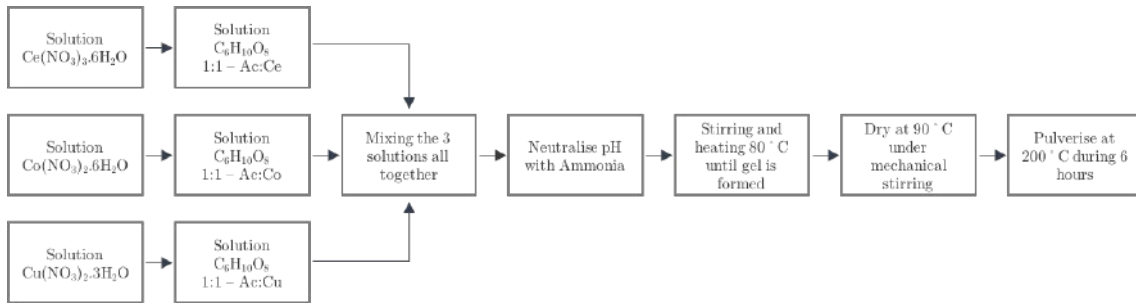 Solution
Ce(NO₃)₃.6H₂O
Solution
C₆H₁₀O₈
1:1 – Ac:Ce
Solution
Co(NO₃)₂.6H₂O
Solution
C₆H₁₀O₈
1:1 – Ac:Co
Solution
Cu(NO₃)₂.3H₂O
Solution
C₆H₁₀O₈
1:1 – Ac:Cu
Mixing the 3
solutions all
together
Neutralise pH
with Ammonia
Stirring and
heating 80˚C
until gel is
formed
Dry at 90˚C
under
mechanical
stirring
Pulverise at
200˚C during 6
hours